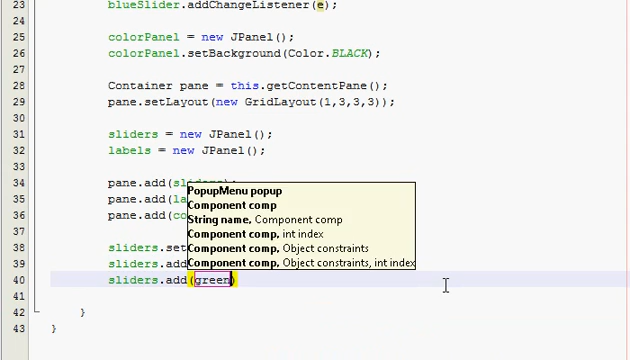 23 blueSlider.addChangeListener(e);
24
25 colorPanel = new JPanel();
26 colorPanel.setBackground(Color.BLACK);
27
28 Container pane = this.getContentPane();
29 pane.setLayout(new GridLayout(1,3,3,3));
30
31 sliders = new JPanel();
32 labels = new JPanel();
33
34 pane.add(sliders);
PopupMenu popup
35 pane.add(la
Component comp
36 pane.add(co
String name, Component comp
37
Component comp, int index
38 sliders.set
Component comp, Object constraints
39 sliders.add
Component comp, Object constraints, int index
40 sliders.add(green)
41
42 }
43 }